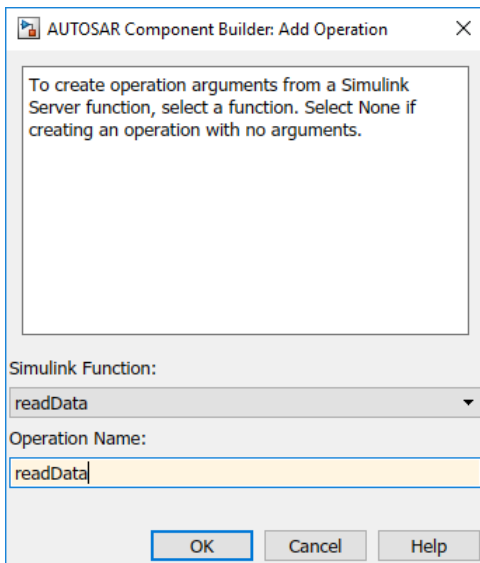 AUTOSAR Component Builder: Add Operation
To create operation arguments from a Simulink
Server function, select a function. Select None if
creating an operation with no arguments.
Simulink Function:
readData
Operation Name:
readData
OK Cancel Help